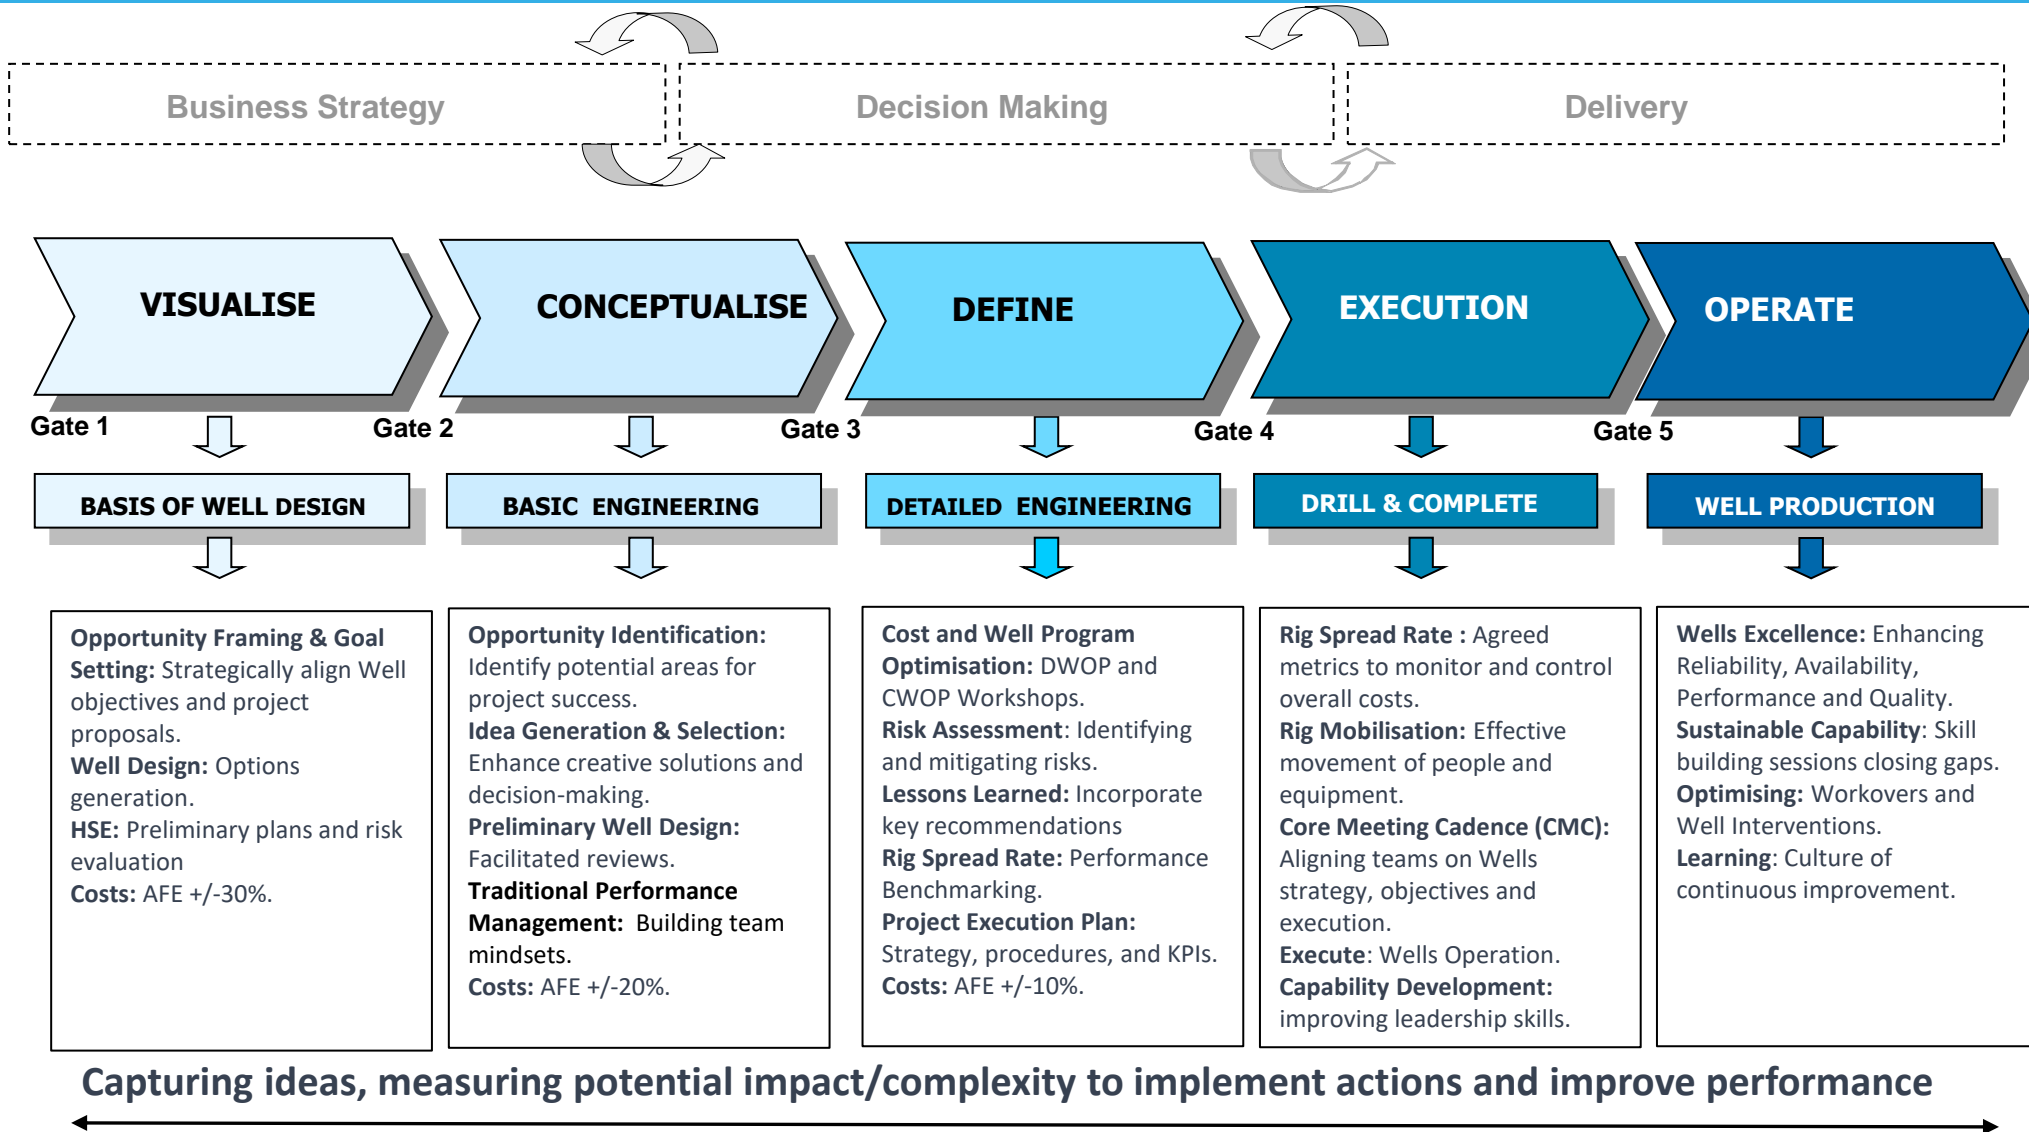 Business Strategy
Decision Making
Delivery
VISUALISE
CONCEPTUALISE
DEFINE
EXECUTION
OPERATE
Gate 1
Gate 2
Gate 3
Gate 4
Gate 5
BASIS OF WELL DESIGN
BASIC ENGINEERING
DETAILED ENGINEERING
DRILL & COMPLETE
WELL PRODUCTION
Opportunity Framing & Goal
Setting: Strategically align Well
objectives and project
proposals.
Well Design: Options
generation.
HSE: Preliminary plans and risk
evaluation
Costs: AFE +/-30%.
Opportunity Identification:
Identify potential areas for
project success.
Idea Generation & Selection:
Enhance creative solutions and
decision-making.
Preliminary Well Design:
Facilitated reviews.
Traditional Performance
Management: Building team
mindsets.
Costs: AFE +/-20%.
Cost and Well Program
Optimisation: DWOP and
CWOP Workshops.
Risk Assessment: Identifying
and mitigating risks.
Lessons Learned: Incorporate
key recommendations
Rig Spread Rate: Performance
Benchmarking.
Project Execution Plan:
Strategy, procedures, and KPIs.
Costs: AFE +/-10%.
Rig Spread Rate : Agreed
metrics to monitor and control
overall costs.
Rig Mobilisation: Effective
movement of people and
equipment.
Core Meeting Cadence (CMC):
Aligning teams on Wells
strategy, objectives and
execution.
Execute: Wells Operation.
Capability Development:
improving leadership skills.
Wells Excellence: Enhancing
Reliability, Availability,
Performance and Quality.
Sustainable Capability: Skill
building sessions closing gaps.
Optimising: Workovers and
Well Interventions.
Learning: Culture of
continuous improvement.
Capturing ideas, measuring potential impact/complexity to implement actions and improve performance